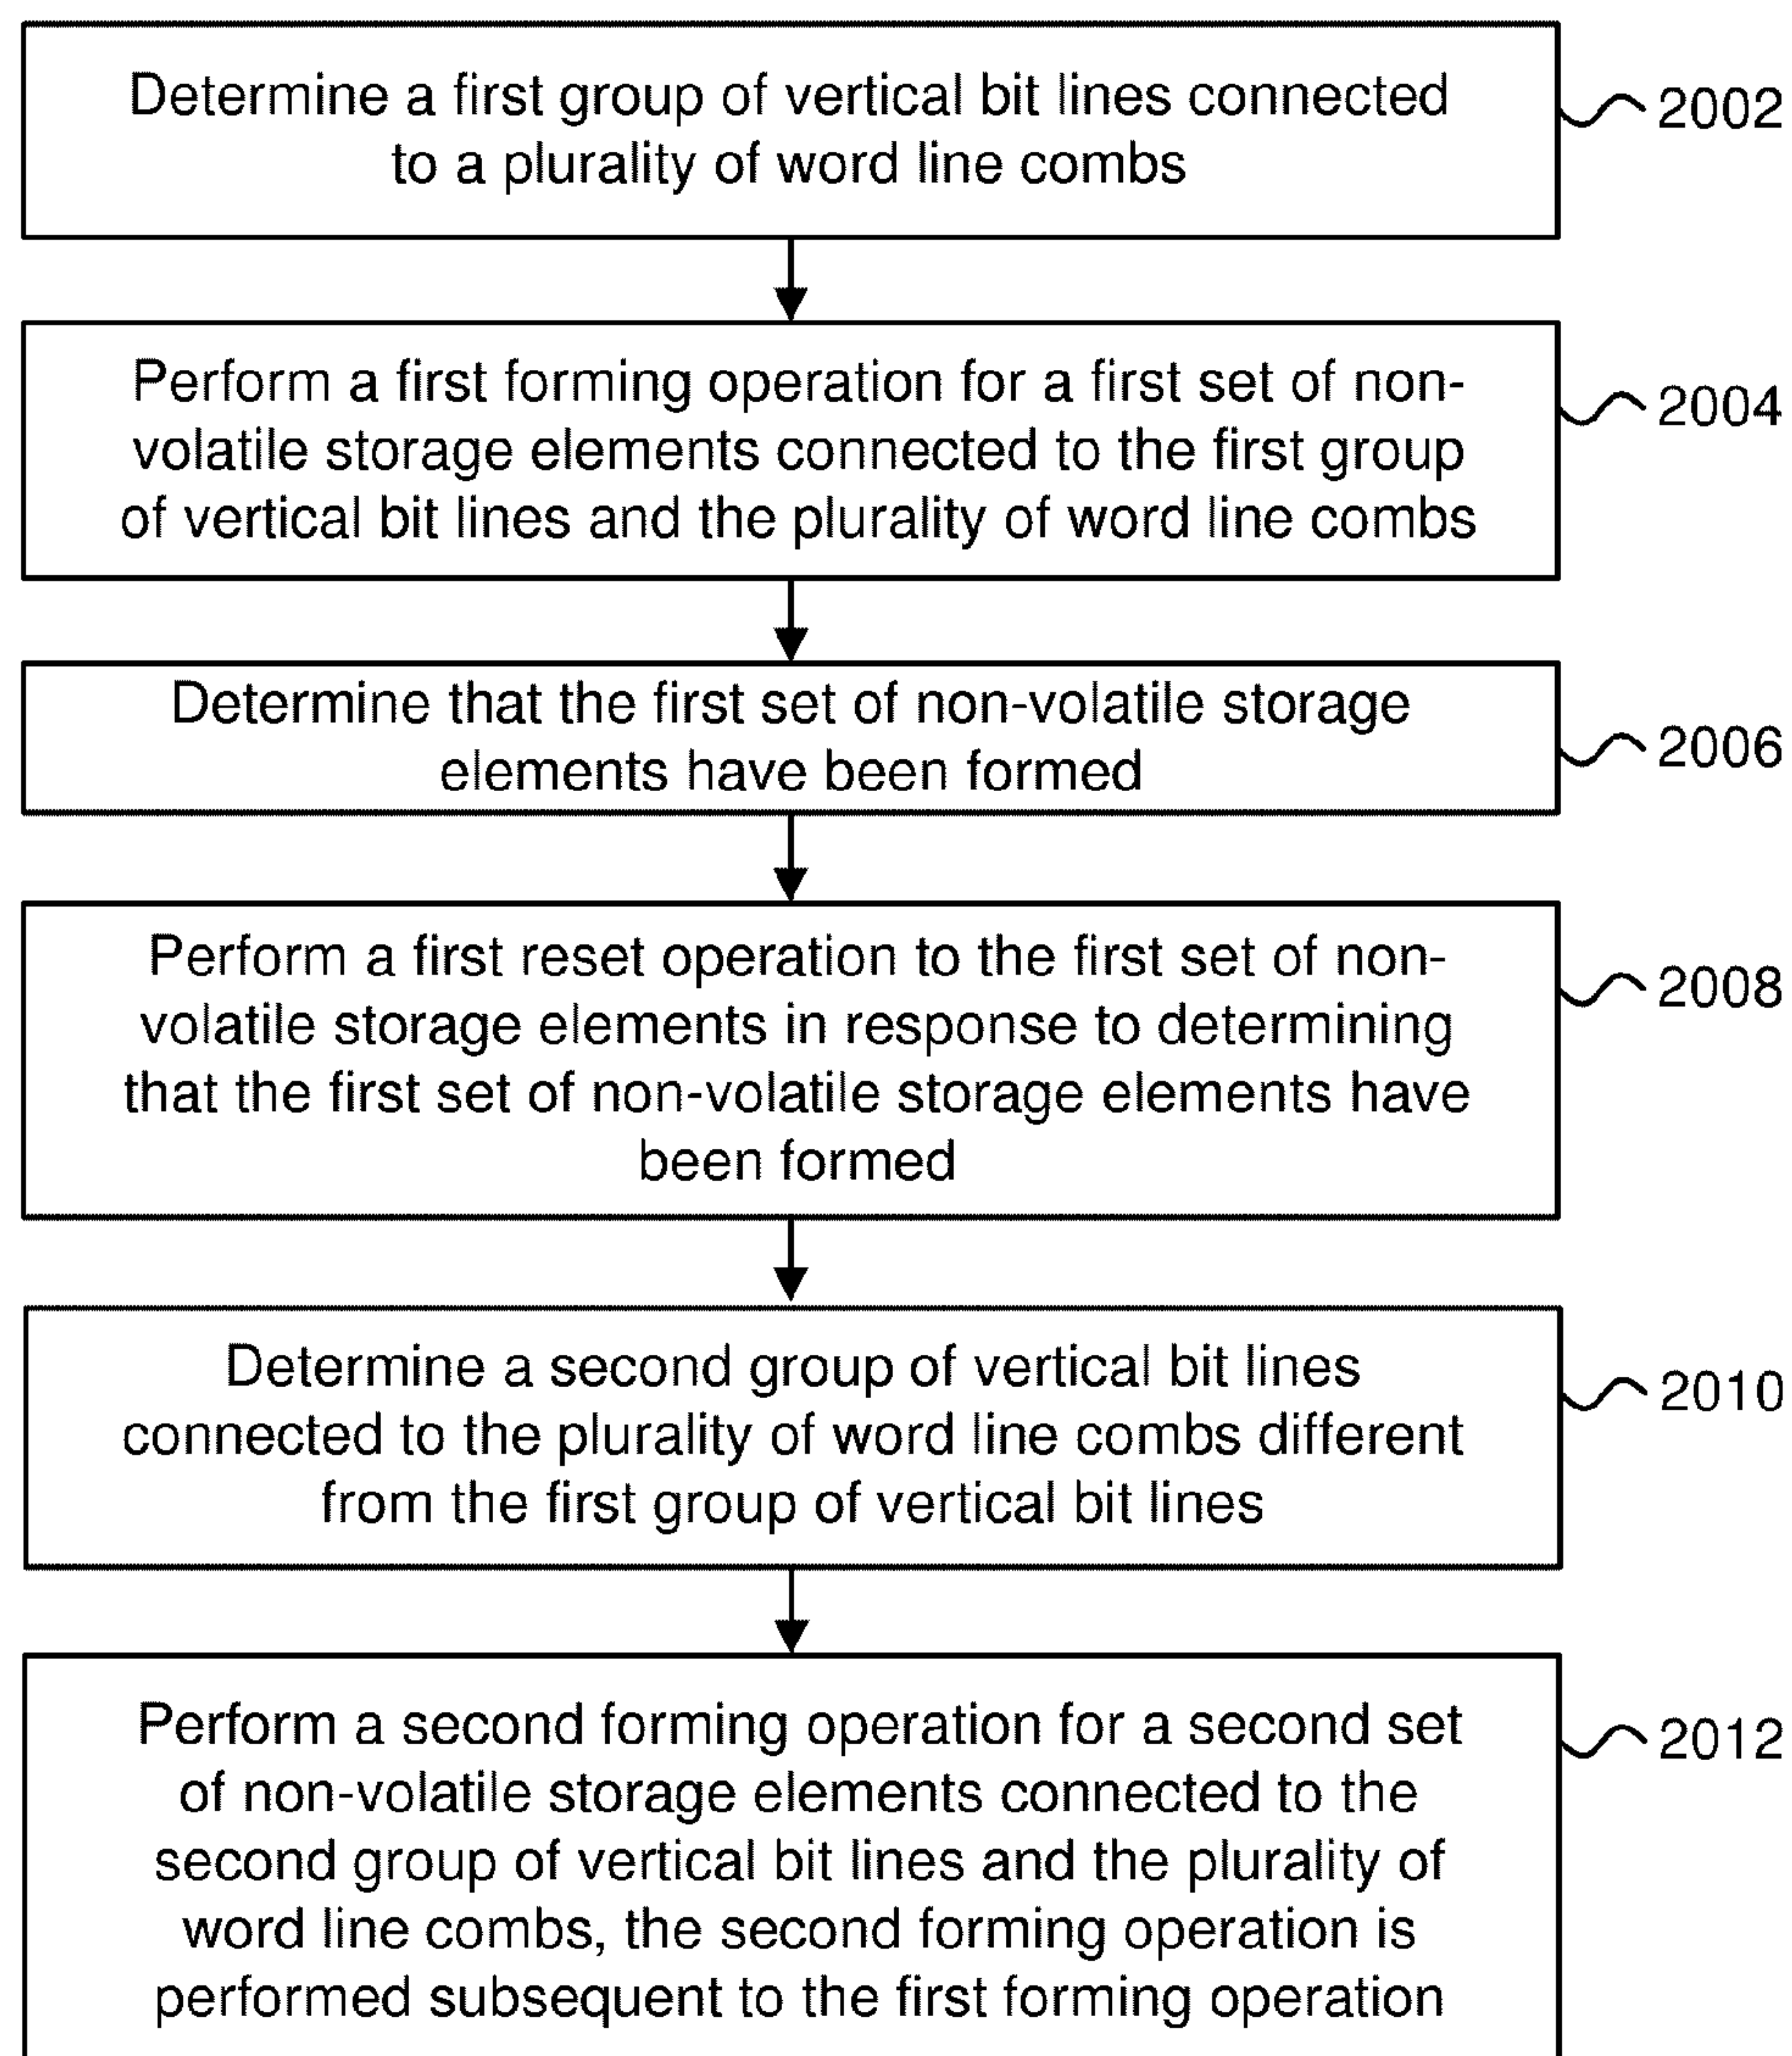 Determine a first group of vertical bit lines connected
to a plurality of word line combs
2002
Perform a first forming operation for a first set of non-
volatile storage elements connected to the first group
of vertical bit lines and the plurality of word line combs
2004
Determine that the first set of non-volatile storage
elements have been formed
2006
Perform a first reset operation to the first set of non-
volatile storage elements in response to determining
that the first set of non-volatile storage elements have
been formed
2008
Determine a second group of vertical bit lines
connected to the plurality of word line combs different
from the first group of vertical bit lines
2010
Perform a second forming operation for a second set
of non-volatile storage elements connected to the
second group of vertical bit lines and the plurality of
word line combs, the second forming operation is
performed subsequent to the first forming operation
2012